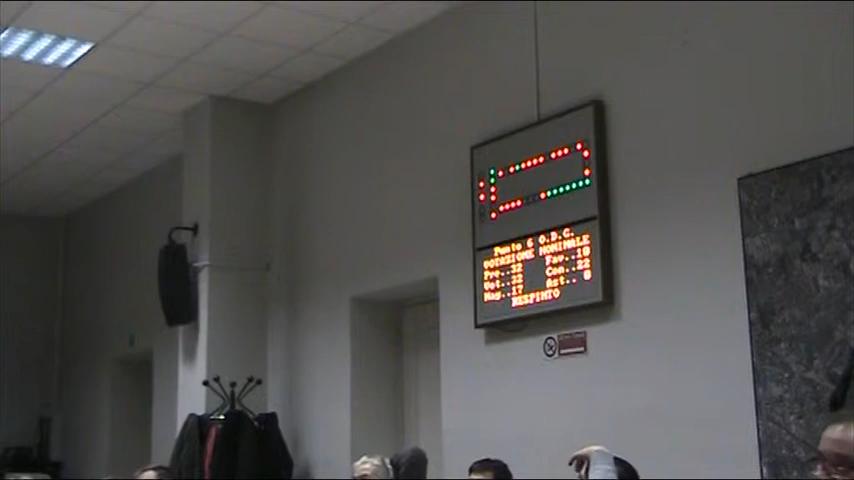 Punto 6 O.D.G.
VOTAZIONE NOMINALE
Pre..32 Fav..10
Vot..32 Con..22
Mag..17 Ast.. 0
RESPINTO